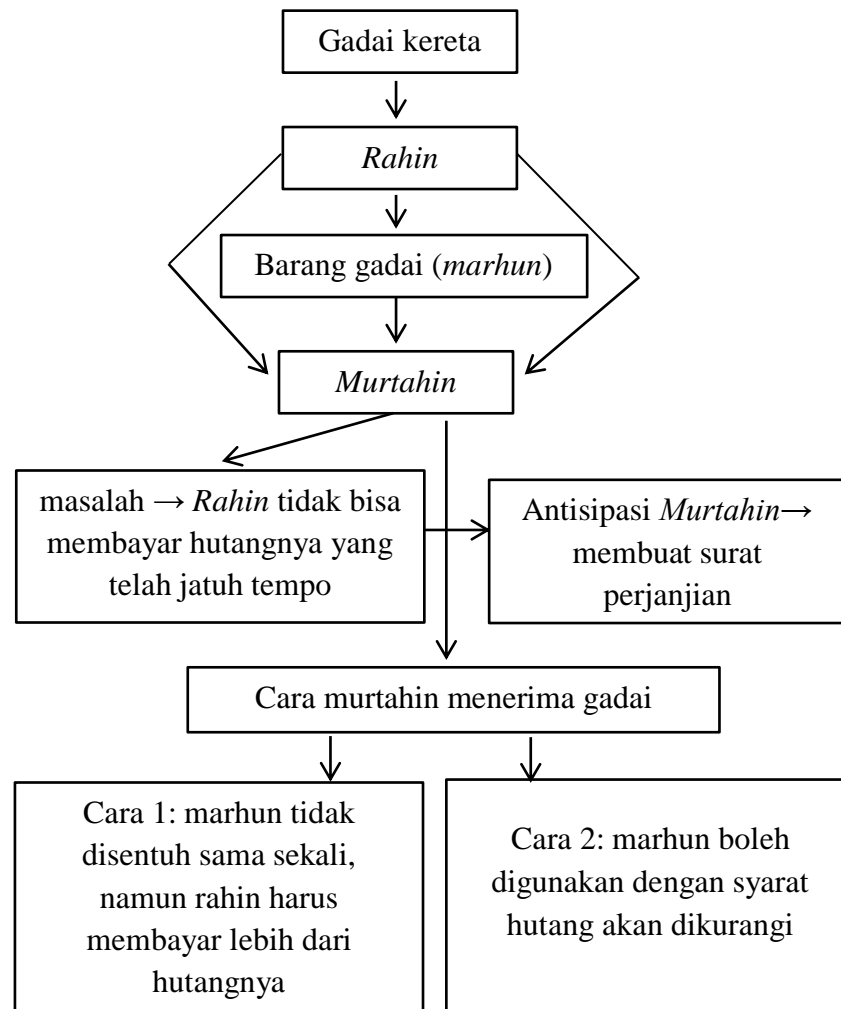 Gadai kereta
Rahin
Barang gadai (marhun)
Murtahin
masalah → Rahin tidak bisa
membayar hutangnya yang
telah jatuh tempo
Antisipasi Murtahin→
membuat surat
perjanjian
Cara murtahin menerima gadai
Cara 1: marhun tidak
disentuh sama sekali,
namun rahin harus
membayar lebih dari
hutangnya
Cara 2: marhun boleh
digunakan dengan syarat
hutang akan dikurangi